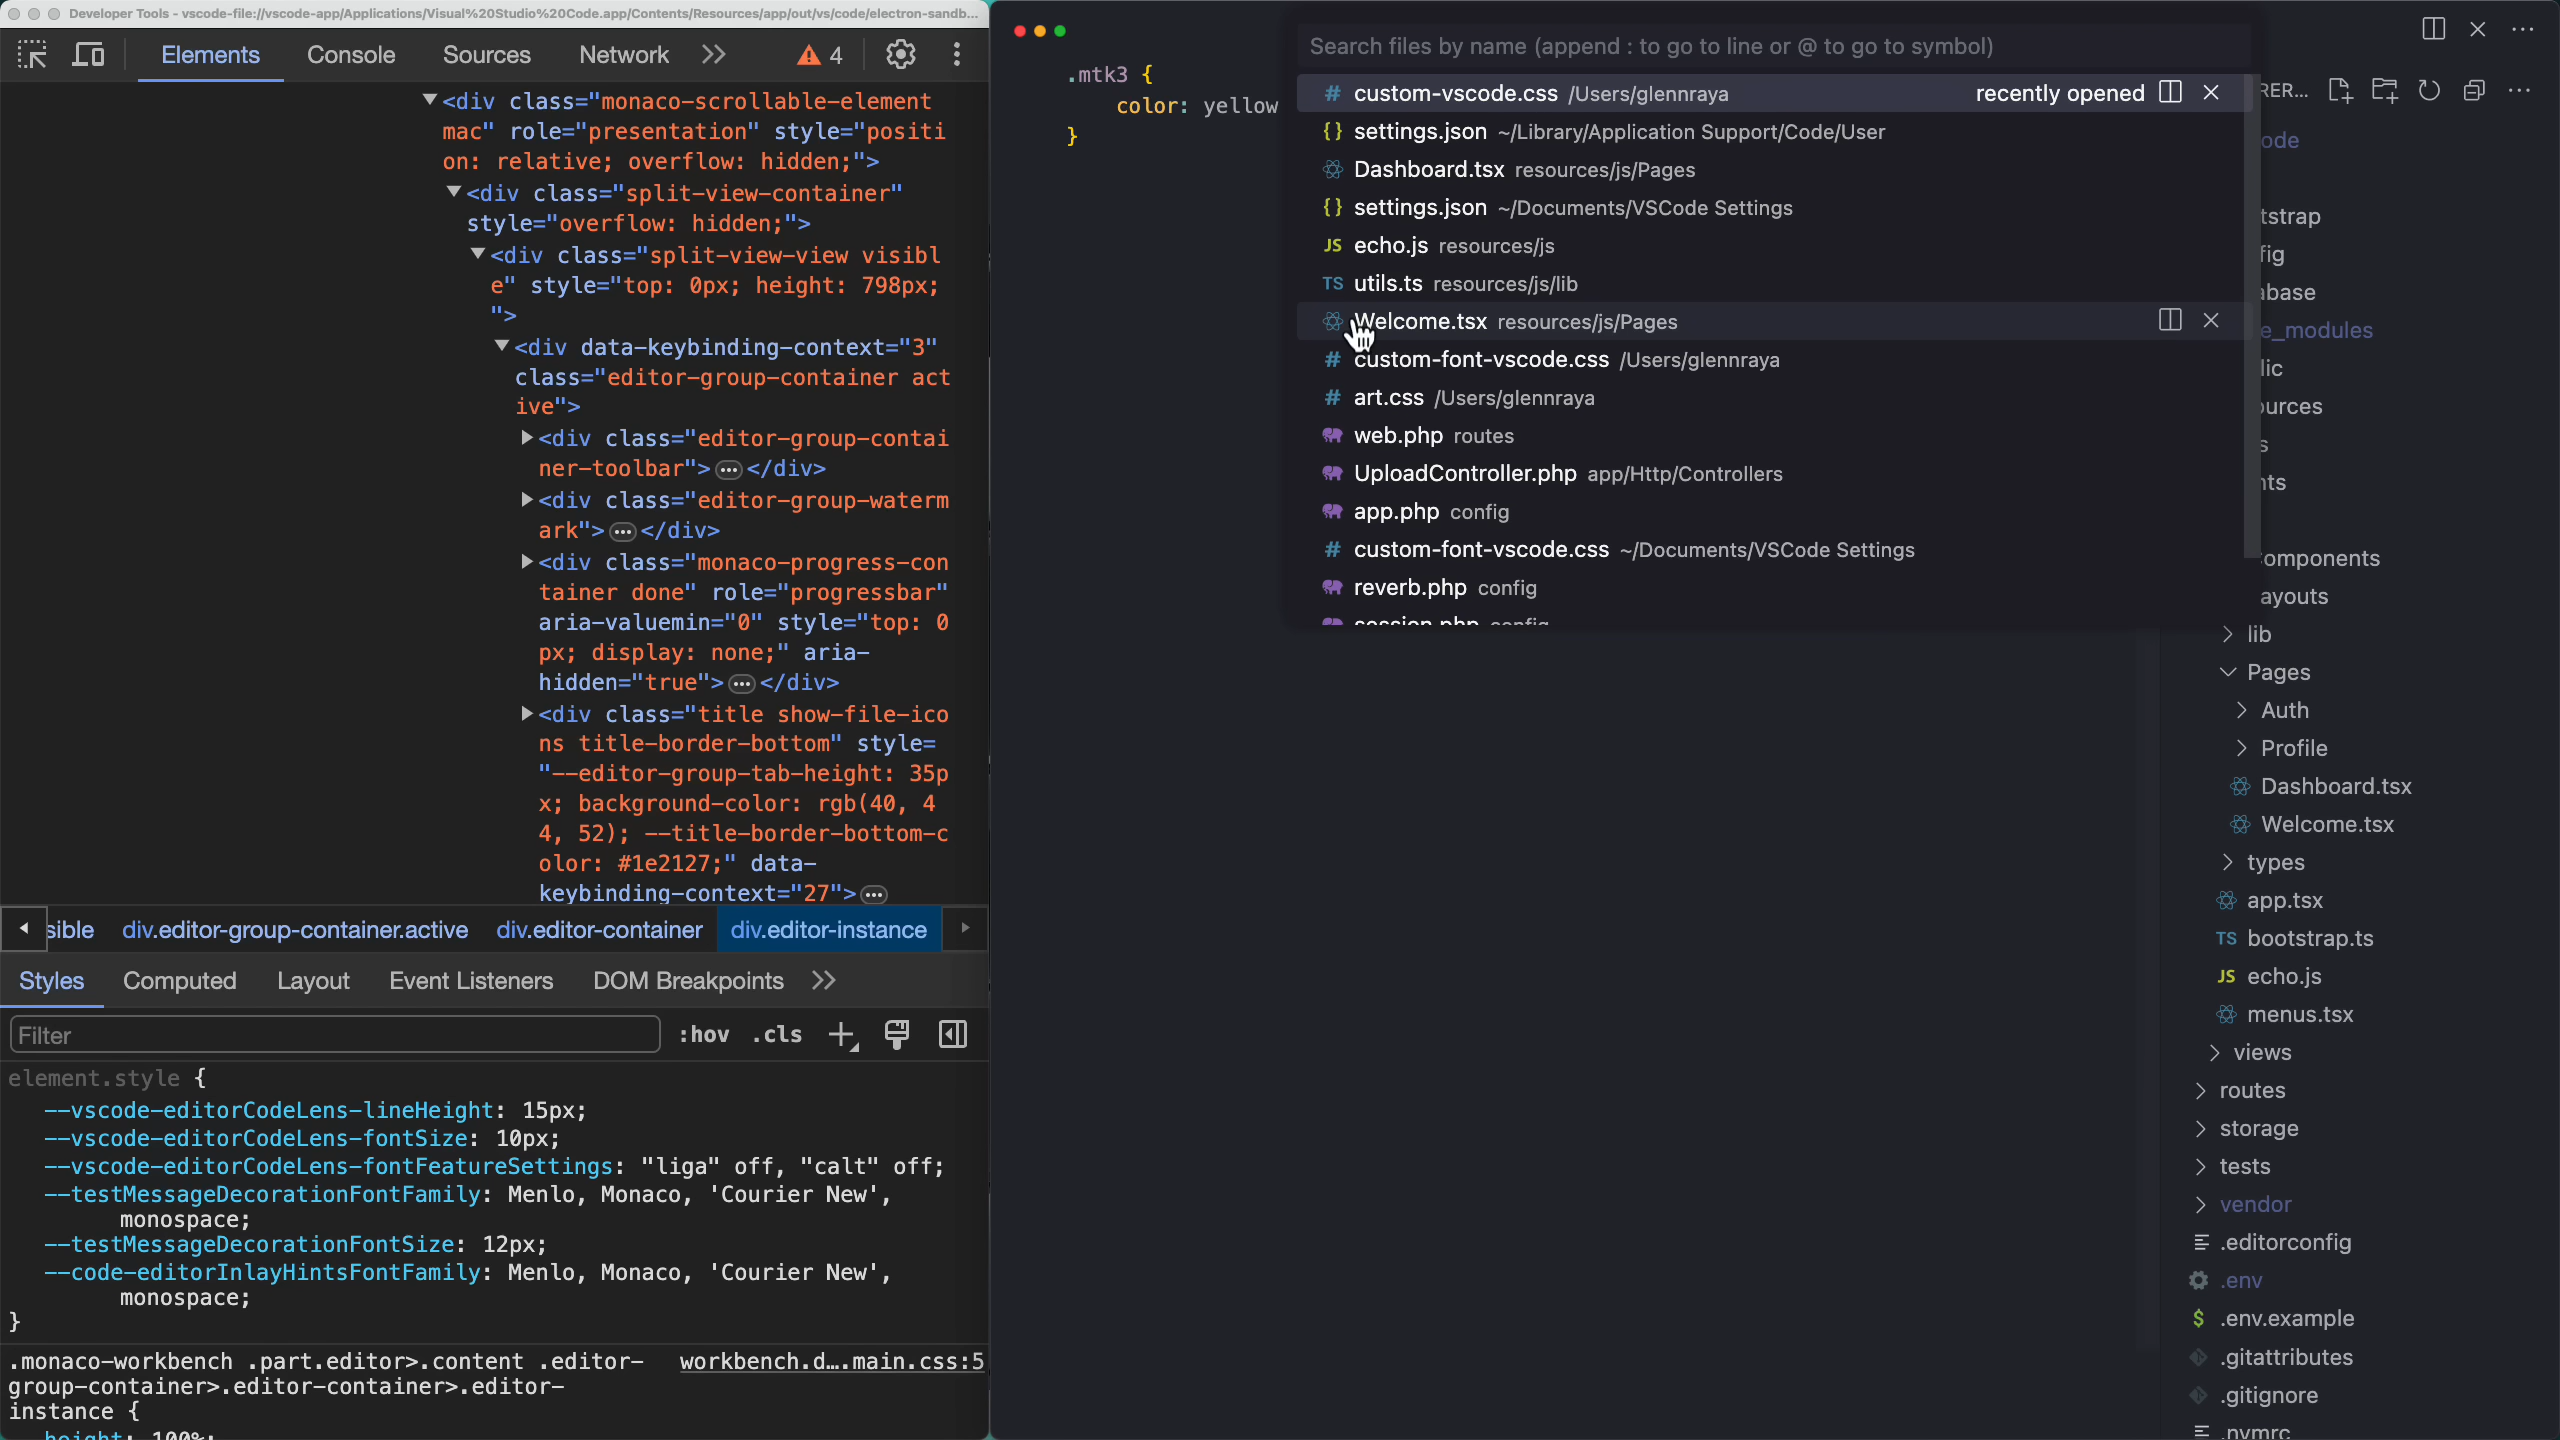 Developer Tools - vscode-file://vscode-app/Applications/Visual%20Studio%20Code.app/Contents/Resources/app/out/vs/code/electron-sandb...
Elements Console Sources Network 4
<div class="monaco-scrollable-element
mac" role="presentation" style="positi
on: relative; overflow: hidden;">
<div class="split-view-container"
style="overflow: hidden;">
<div class="split-view-view visibl
e" style="top: 0px; height: 798px;
">
<div data-keybinding-context="3"
class="editor-group-container act
ive">
<div class="editor-group-contai
ner-toolbar">…</div>
<div class="editor-group-waterm
ark">…</div>
<div class="monaco-progress-con
tainer done" role="progressbar"
aria-valuemin="0" style="top: 0
px; display: none;" aria-
hidden="true">…</div>
<div class="title show-file-ico
ns title-border-bottom" style=
"--editor-group-tab-height: 35p
x; background-color: rgb(40, 4
4, 52); --title-border-bottom-c
olor: #1e2127;" data-
keybinding-context="27">…
sible div.editor-group-container.active div.editor-container div.editor-instance
Styles Computed Layout Event Listeners DOM Breakpoints
Filter :hov .cls
element.style {
--vscode-editorCodeLens-lineHeight: 15px;
--vscode-editorCodeLens-fontSize: 10px;
--vscode-editorCodeLens-fontFeatureSettings: "liga" off, "calt" off;
--testMessageDecorationFontFamily: Menlo, Monaco, 'Courier New',
monospace;
--testMessageDecorationFontSize: 12px;
--code-editorInlayHintsFontFamily: Menlo, Monaco, 'Courier New',
monospace;
}
.monaco-workbench .part.editor>.content .editor- workbench.d….main.css:5
group-container>.editor-container>.editor-
instance {
height: 100%;
.mtk3 {
color: yellow
}
Search files by name (append : to go to line or @ to go to symbol)
# custom-vscode.css /Users/glennraya recently opened
{} settings.json ~/Library/Application Support/Code/User
Dashboard.tsx resources/js/Pages
{} settings.json ~/Documents/VSCode Settings
JS echo.js resources/js
TS utils.ts resources/js/lib
Welcome.tsx resources/js/Pages
# custom-font-vscode.css /Users/glennraya
# art.css /Users/glennraya
web.php routes
UploadController.php app/Http/Controllers
app.php config
# custom-font-vscode.css ~/Documents/VSCode Settings
reverb.php config
session.php config
RER...
ode
tstrap
fig
abase
e_modules
lic
ources
s
nts
omponents
ayouts
lib
Pages
Auth
Profile
Dashboard.tsx
Welcome.tsx
types
app.tsx
TS bootstrap.ts
JS echo.js
menus.tsx
views
routes
storage
tests
vendor
.editorconfig
.env
$ .env.example
.gitattributes
.gitignore
.nvmrc